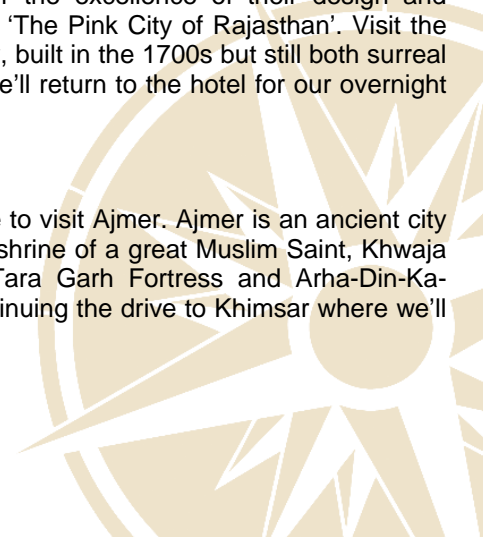 the excellence of their design and
'The Pink City of Rajasthan'. Visit the
, built in the 1700s but still both surreal
e'll return to the hotel for our overnight
to visit Ajmer. Ajmer is an ancient city
shrine of a great Muslim Saint, Khwaja
Tara Garh Fortress and Arha-Din-Ka-
tinuing the drive to Khimsar where we'll